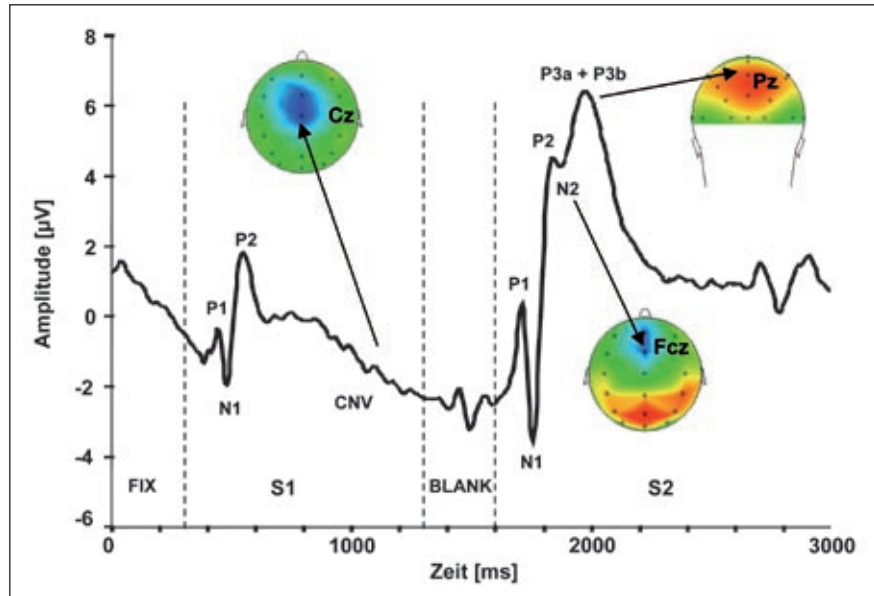 8
6
4
2
0
-2
-4
-6
Amplitude [µV]
0
1000
2000
3000
Zeit [ms]
FIX
S1
BLANK
S2
P1
N1
P2
CNV
Cz
P1
N1
P2
N2
P3a + P3b
Pz
Fcz